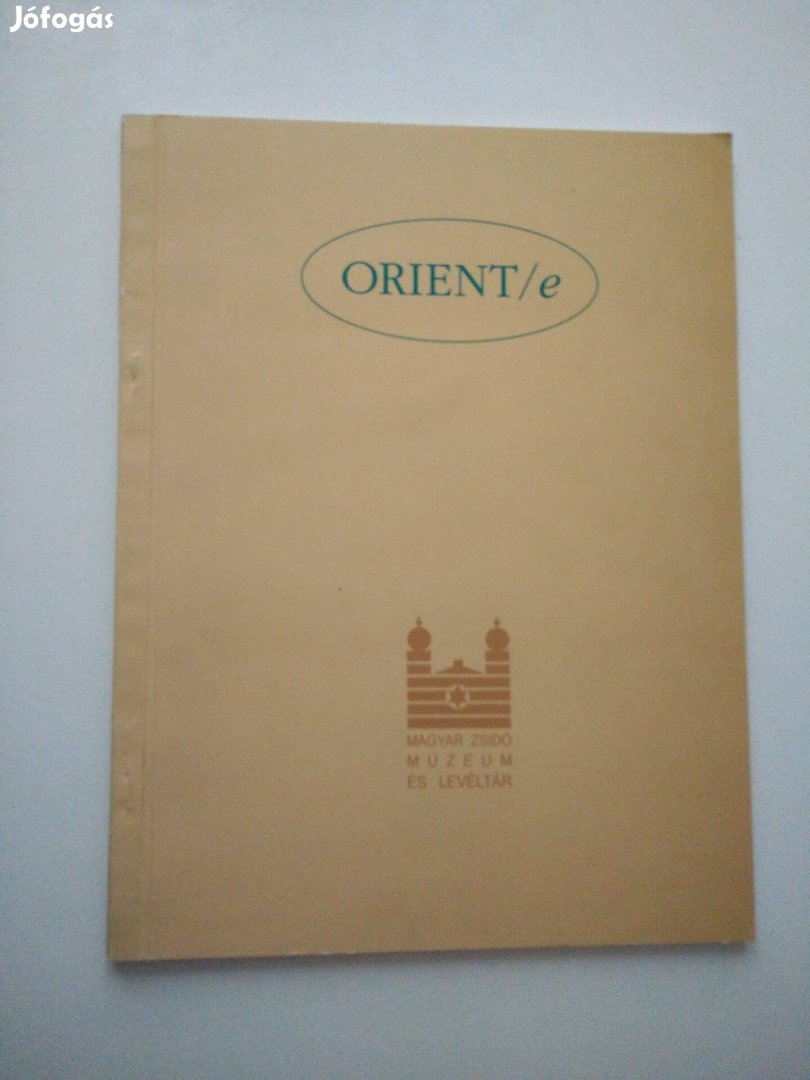 Jófogás
ORIENT/e
MAGYAR ZSIDÓ
MÚZEUM
ÉS LEVÉLTÁR